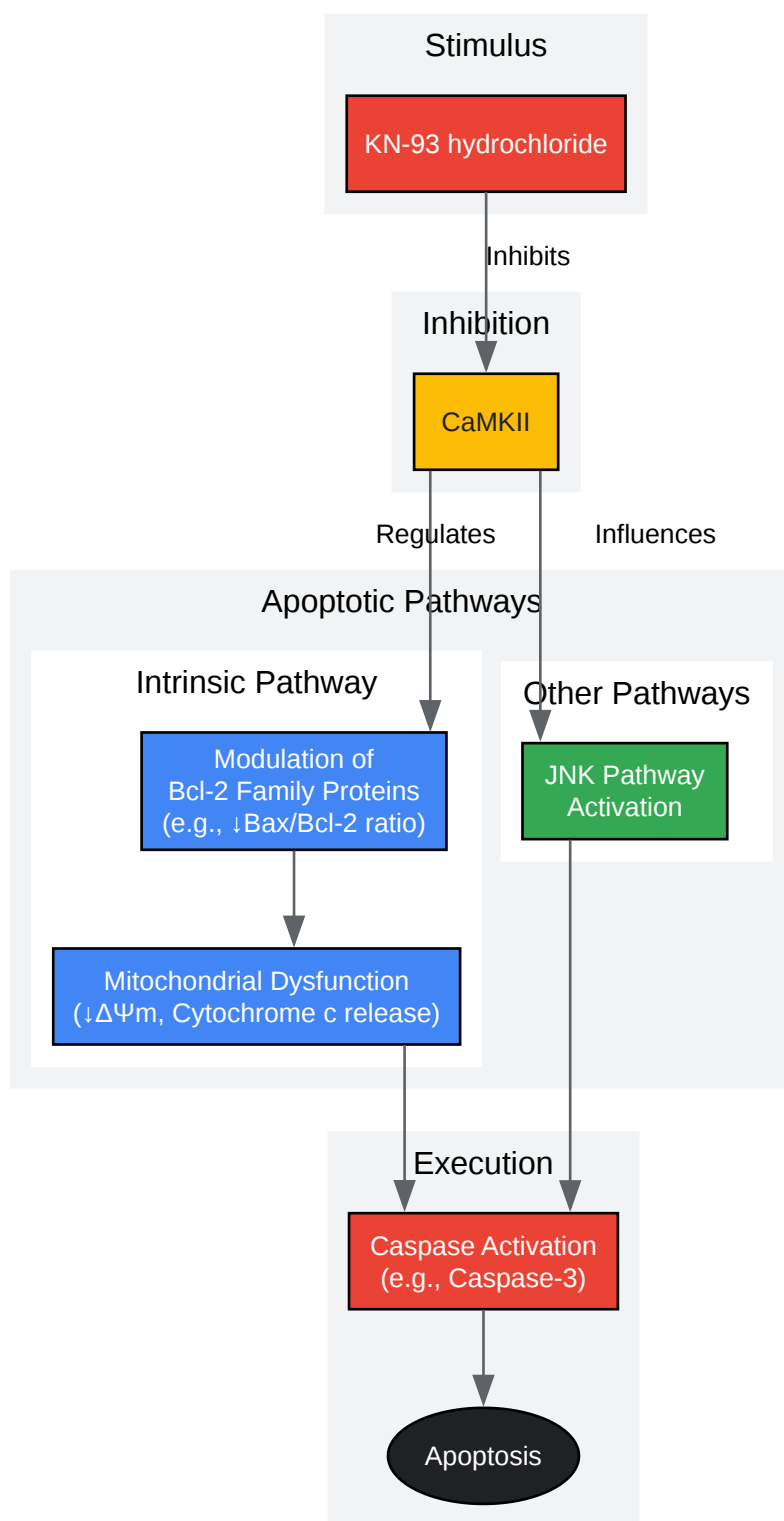 Stimulus
KN-93 hydrochloride
Inhibits
Inhibition
CaMKII
Regulates
Influences
Apoptotic Pathways
Intrinsic Pathway
Other Pathways
Modulation of
Bcl-2 Family Proteins
(e.g., ↓Bax/Bcl-2 ratio)
JNK Pathway
Activation
Mitochondrial Dysfunction
(↓ΔΨm, Cytochrome c release)
Execution
Caspase Activation
(e.g., Caspase-3)
Apoptosis